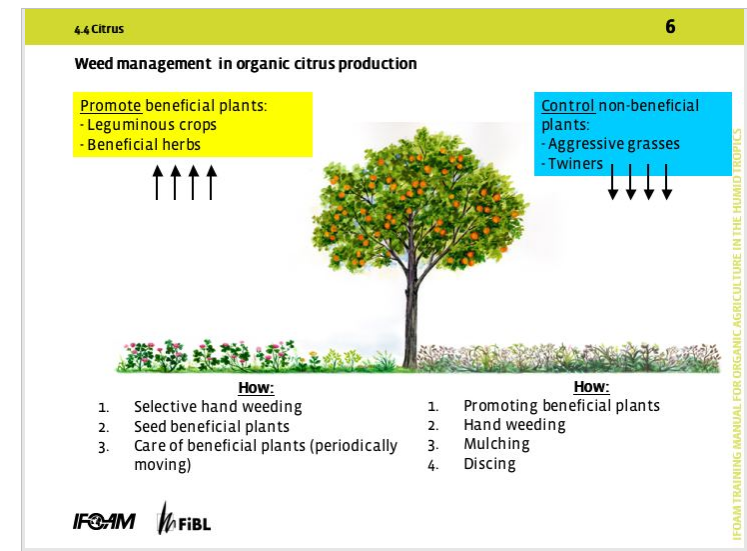 4.4 Citrus
6
Weed management in organic citrus production
Promote beneficial plants:
- Leguminous crops
- Beneficial herbs
Control non-beneficial
plants:
- Aggressive grasses
- Twiners
How:
1. Selective hand weeding
2. Seed beneficial plants
3. Care of beneficial plants (periodically
moving)
How:
1. Promoting beneficial plants
2. Hand weeding
3. Mulching
4. Discing
IFOAM TRAINING MANUAL FOR ORGANIC AGRICULTURE IN THE HUMID TROPICS
IFOAM
FiBL